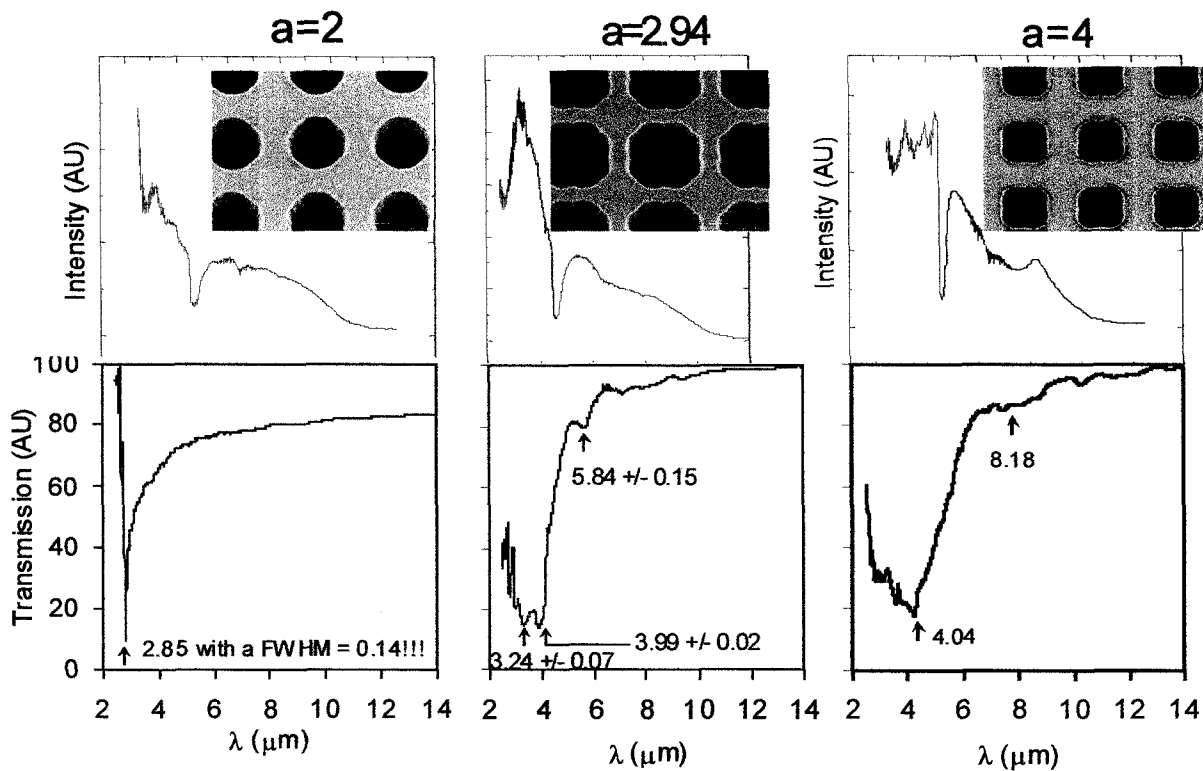 a=2
a=2.94
a=4
Intensity (AU)
Intensity (AU)
100
80
60
40
20
0
Transmission (AU)
2.85 with a FWHM = 0.14!!!
5.84 +/- 0.15
3.99 +/- 0.02
3.24 +/- 0.07
8.18
4.04
2 4 6 8 10 12 14
2 4 6 8 10 12 14
2 4 6 8 10 12 14
λ (μm)
λ (μm)
λ (μm)